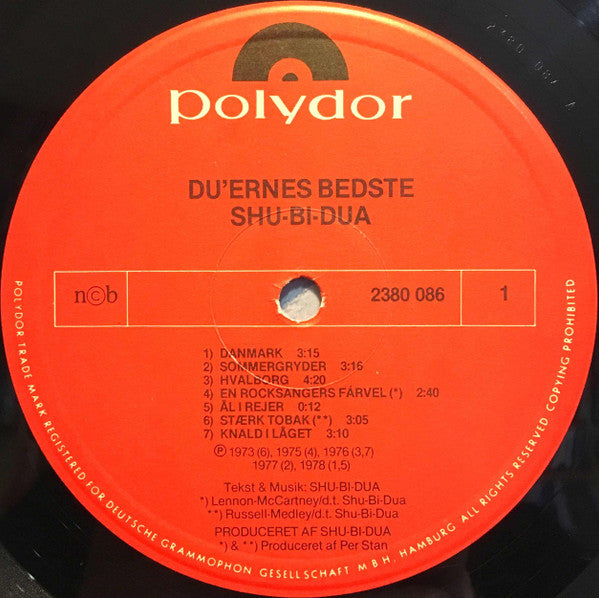 polydor
DU'ERNES BEDSTE
SHU-BI-DUA
n©b
2380 086
1
1) DANMARK 3:15
2) SOMMERGRYDER 3:16
3) HVALBORG 4:20
4) EN ROCKSANGERS FARVEL (*) 2:40
5) ÅL I REJER 0:12
6) STÆRK TOBAK (**) 3:05
7) KNALD I LÅGET 3:10
℗ 1973 (6), 1975 (4), 1976 (3,7)
1977 (2), 1978 (1,5)
Tekst & Musik: SHU-BI-DUA
*) Lennon-McCartney/d.t. Shu-Bi-Dua
**) Russell-Medley/d.t. Shu-Bi-Dua
PRODUCERET AF SHU-BI-DUA
*) & **) Produceret af Per Stan
POLYDOR TRADE MARK REGISTERED FOR DEUTSCHE GRAMMOPHON GESELLSCHAFT MBH, HAMBURG ALL RIGHTS RESERVED COPYING PROHIBITED